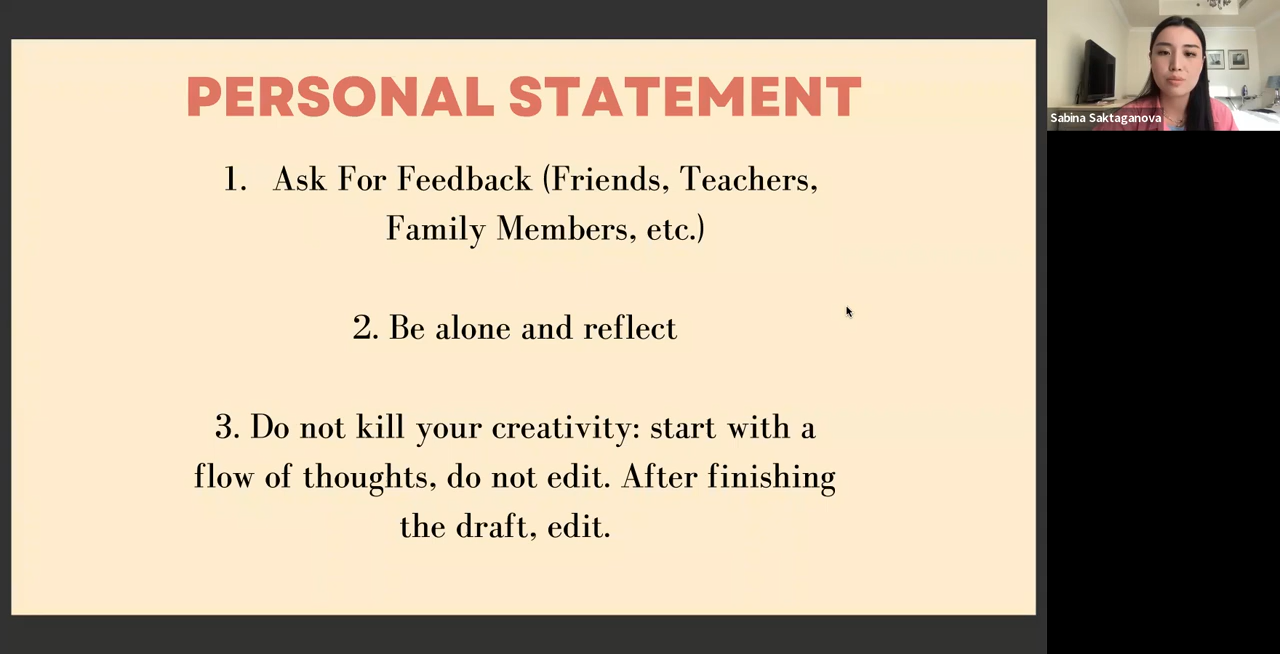 PERSONAL STATEMENT
1. Ask For Feedback (Friends, Teachers,
Family Members, etc.)
2. Be alone and reflect
3. Do not kill your creativity: start with a
flow of thoughts, do not edit. After finishing
the draft, edit.
Sabina Saktaganova